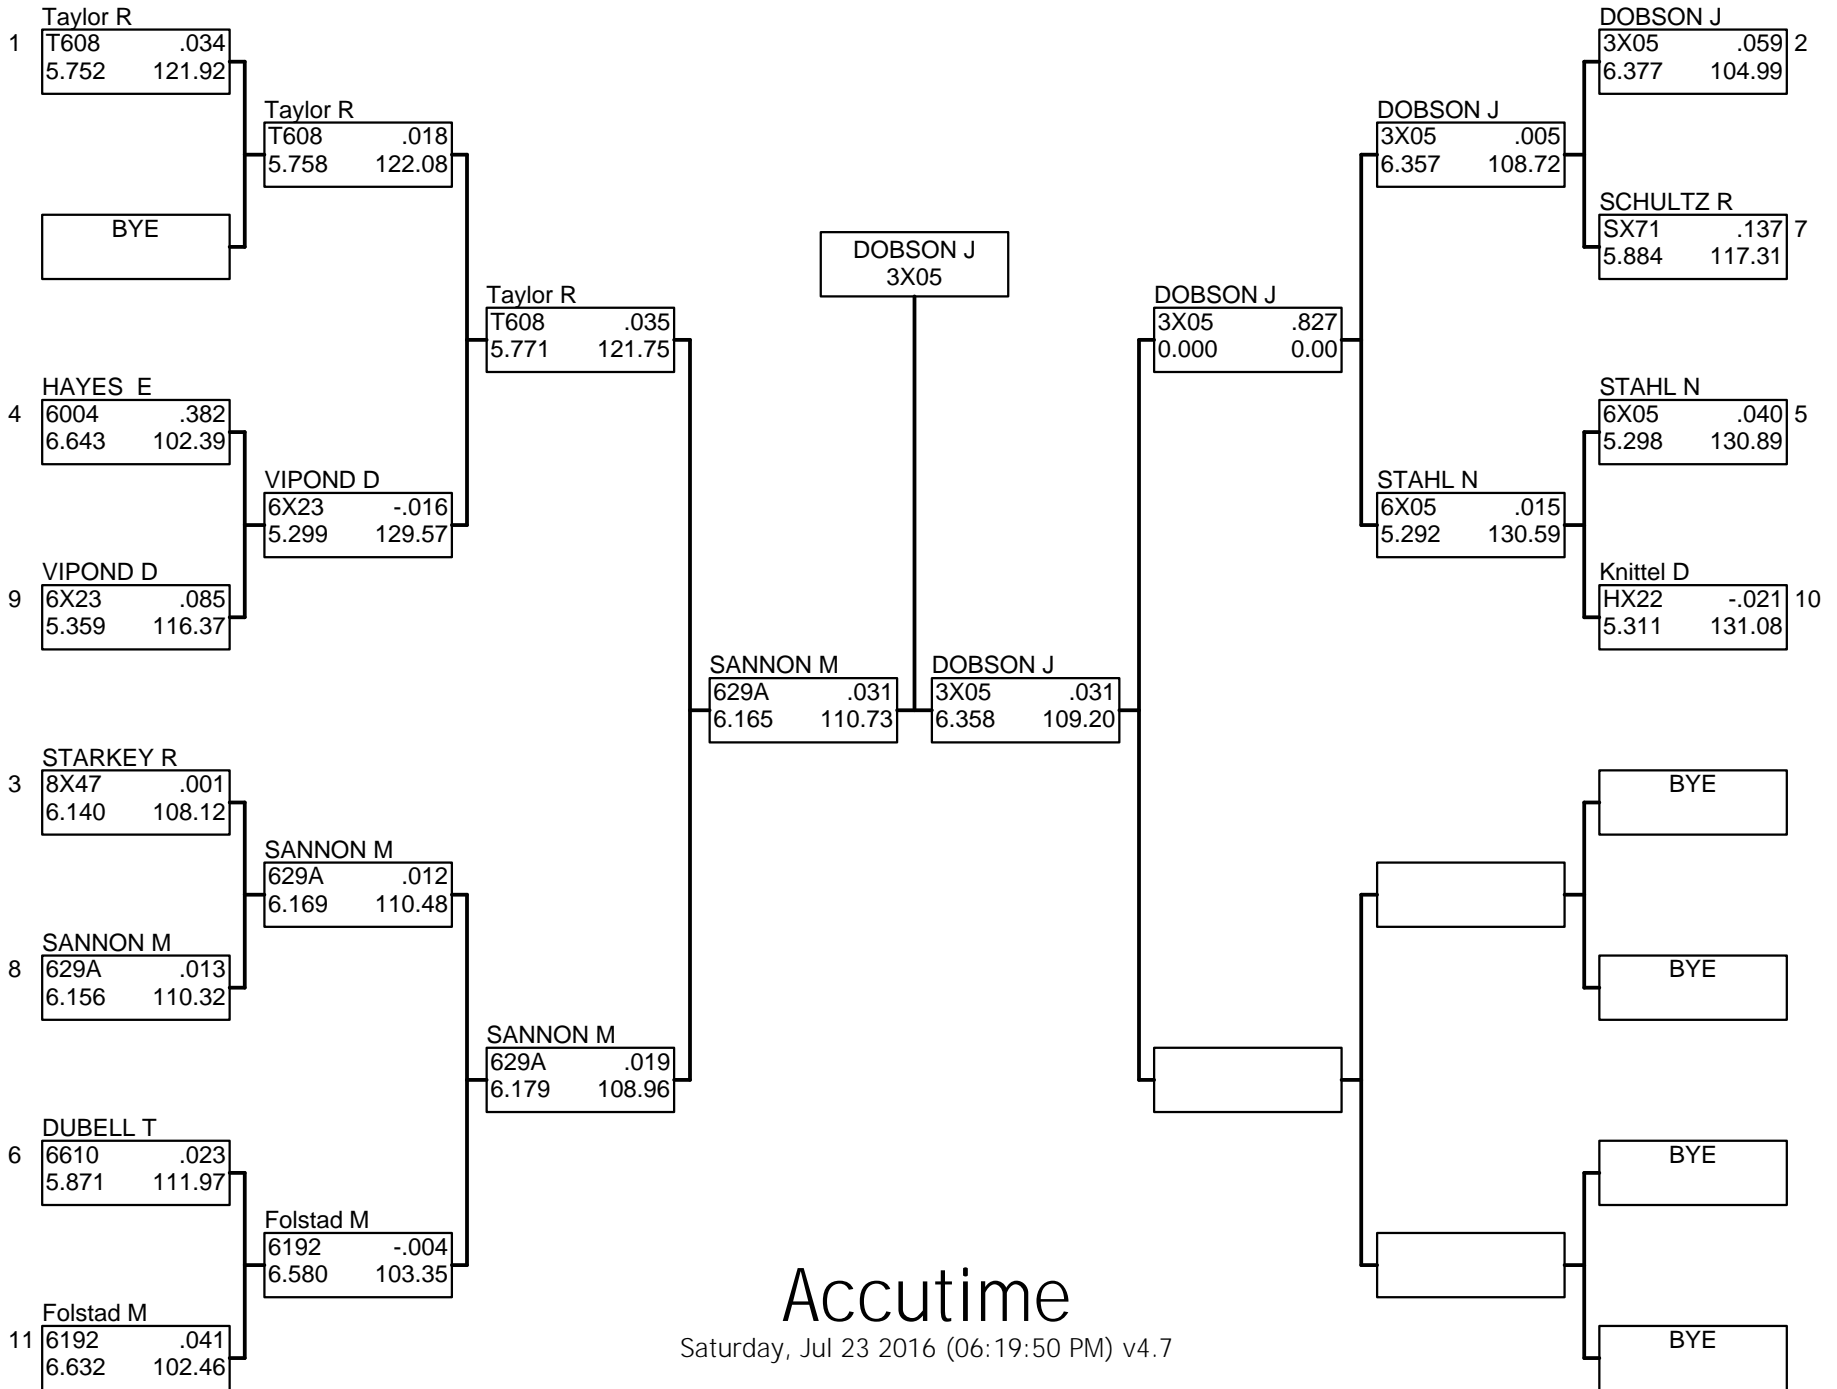 Taylor R
1 T608 .034
5.752 121.92
BYE
HAYES  E
4 6004 .382
6.643 102.39
VIPOND D
9 6X23 .085
5.359 116.37
STARKEY R
3 8X47 .001
6.140 108.12
SANNON M
8 629A .013
6.156 110.32
DUBELL T
6 6610 .023
5.871 111.97
Folstad M
11 6192 .041
6.632 102.46
Taylor R
T608 .018
5.758 122.08
VIPOND D
6X23 -.016
5.299 129.57
SANNON M
629A .012
6.169 110.48
Folstad M
6192 -.004
6.580 103.35
Taylor R
T608 .035
5.771 121.75
SANNON M
629A .019
6.179 108.96
SANNON M
629A .031
6.165 110.73
DOBSON J
3X05
DOBSON J
3X05 .031
6.358 109.20
DOBSON J
3X05 .827
0.000 0.00
DOBSON J
3X05 .005
6.357 108.72
STAHL N
6X05 .015
5.292 130.59
DOBSON J
3X05 .059 2
6.377 104.99
SCHULTZ R
SX71 .137 7
5.884 117.31
STAHL N
6X05 .040 5
5.298 130.89
Knittel D
HX22 -.021 10
5.311 131.08
BYE
BYE
BYE
BYE
Accutime
Saturday, Jul 23 2016 (06:19:50 PM) v4.7